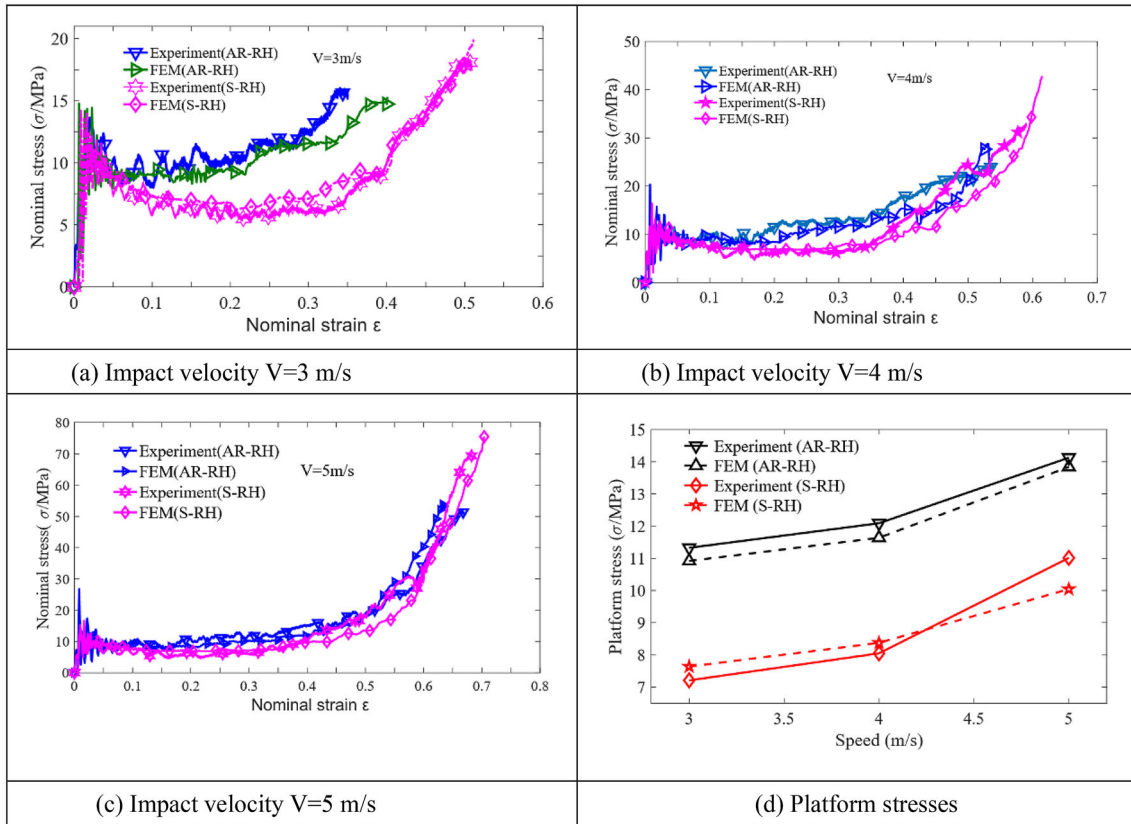 20
15
10
5
0
Nominal stress (σ/MPa)
Experiment(AR-RH)
FEM(AR-RH)
Experiment(S-RH)
FEM(S-RH)
V=3m/s
0 0.1 0.2 0.3 0.4 0.5 0.6
Nominal strain ε
(a) Impact velocity V=3 m/s
50
40
30
20
10
0
Nominal stress (σ/MPa)
Experiment(AR-RH)
FEM(AR-RH)
Experiment(S-RH)
FEM(S-RH)
V=4m/s
0 0.1 0.2 0.3 0.4 0.5 0.6 0.7
Nominal strain ε
(b) Impact velocity V=4 m/s
80
70
60
50
40
30
20
10
0
Nominal stress( σ/MPa)
Experiment(AR-RH)
FEM(AR-RH)
Experiment(S-RH)
FEM(S-RH)
V=5m/s
0 0.1 0.2 0.3 0.4 0.5 0.6 0.7 0.8
Nominal strain ε
(c) Impact velocity V=5 m/s
15
14
13
12
11
10
9
8
7
Platform stress (σ/MPa)
Experiment (AR-RH)
FEM (AR-RH)
Experiment (S-RH)
FEM (S-RH)
3 3.5 4 4.5 5
Speed (m/s)
(d) Platform stresses